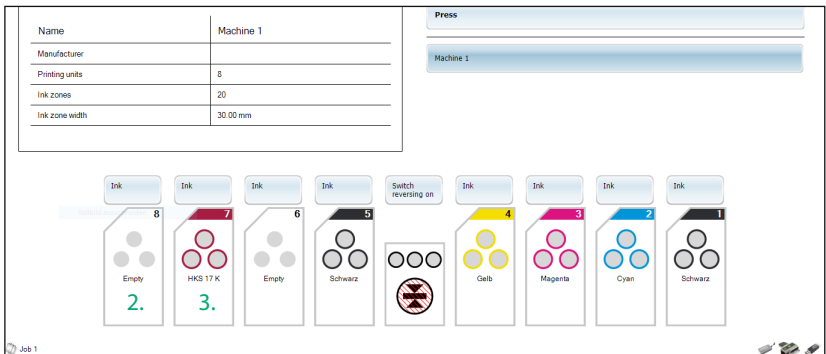 Name Machine 1
Manufacturer
Printing units 8
Ink zones 20
Ink zone width 30.00 mm
Press
Machine 1
Ink Ink Ink Ink Switch reversing on Ink Ink Ink Ink
8 7 6 5 4 3 2 1
Empty HKS 17 K Empty Schwarz Gelb Magenta Cyan Schwarz
2. 3.
Job 1